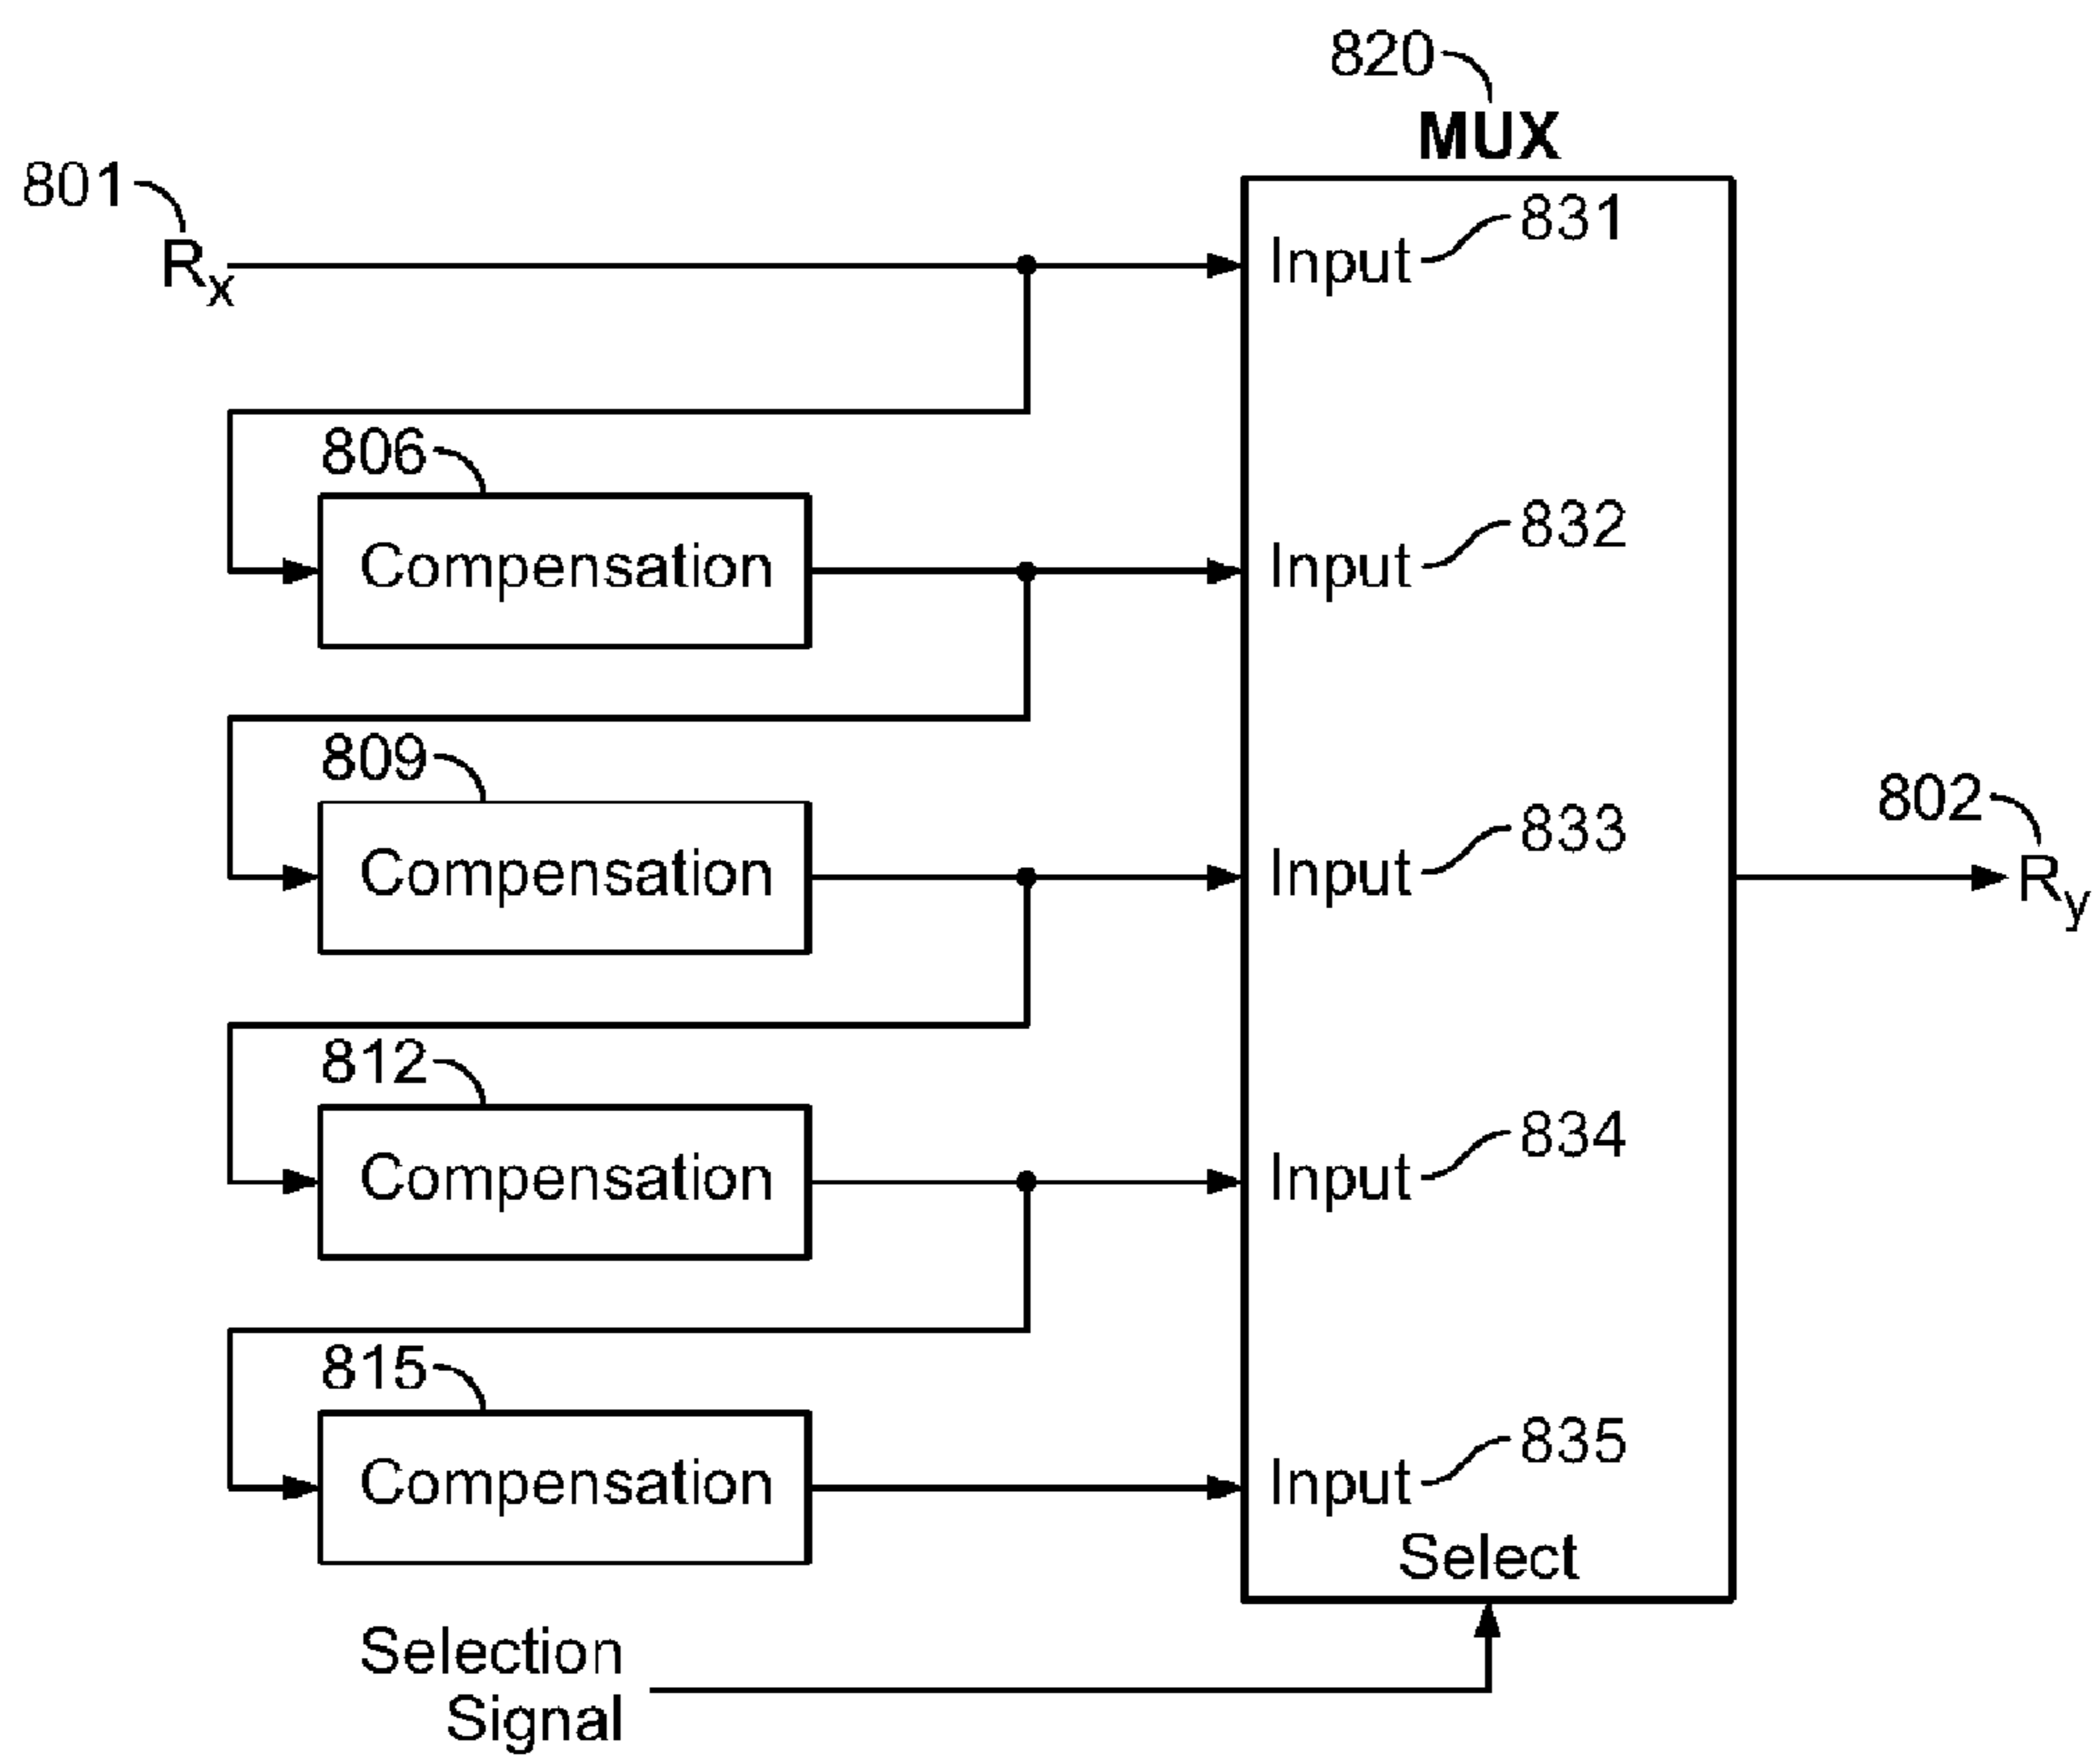 820
MUX
801
Rx
Input 831
806
Compensation
Input 832
809
Compensation
Input 833
802
Ry
812
Compensation
Input 834
815
Compensation
Input 835
Select
Selection
Signal